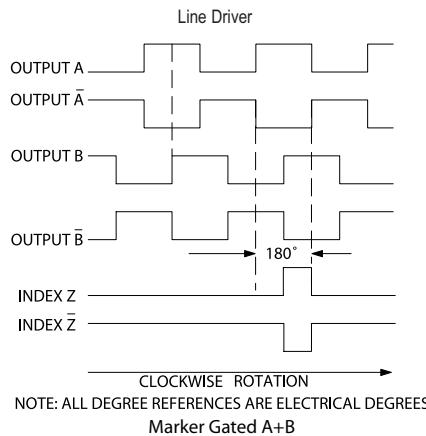 Line Driver
OUTPUT A
OUTPUT Ā
OUTPUT B
OUTPUT B̄
180°
INDEX Z
INDEX Z̄
CLOCKWISE ROTATION
NOTE: ALL DEGREE REFERENCES ARE ELECTRICAL DEGREES
Marker Gated A+B